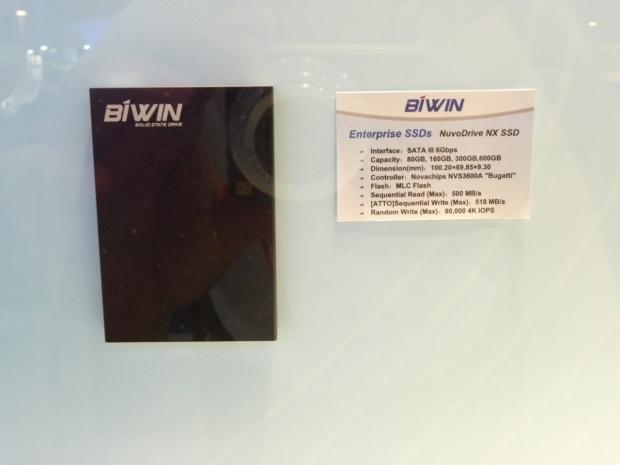 BIWIN
SOLID STATE DRIVE
BIWIN
Enterprise SSDs NuvoDrive NX SSD
Interface: SATA III 6Gbps
Capacity: 80GB, 160GB, 300GB,600GB
Dimension(mm): 100.20×69.85×9.30
Controller: Novachips NVS3600A "Bugatti"
Flash: MLC Flash
Sequential Read (Max): 500 MB/s
[ATTO]Sequential Write (Max): 518 MB/s
Random Write (Max): 80,000 4K IOPS